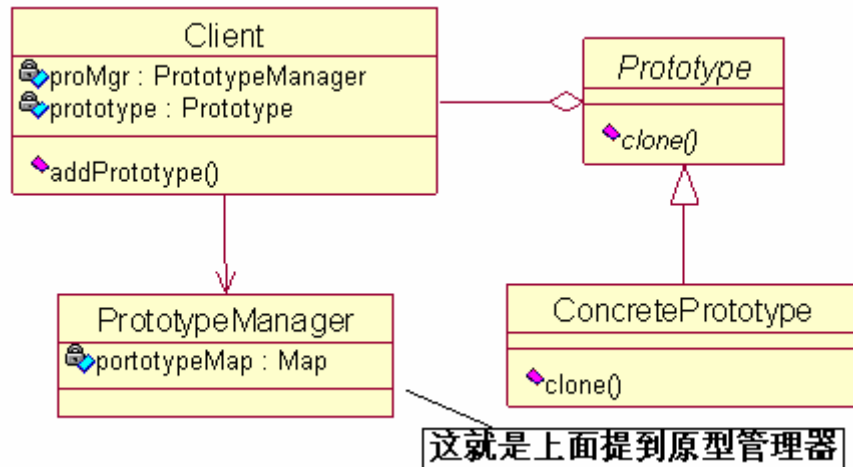 Client
proMgr : PrototypeManager
prototype : Prototype
addPrototype()
Prototype
clone()
PrototypeManager
portotypeMap : Map
ConcretePrototype
clone()
这就是上面提到原型管理器